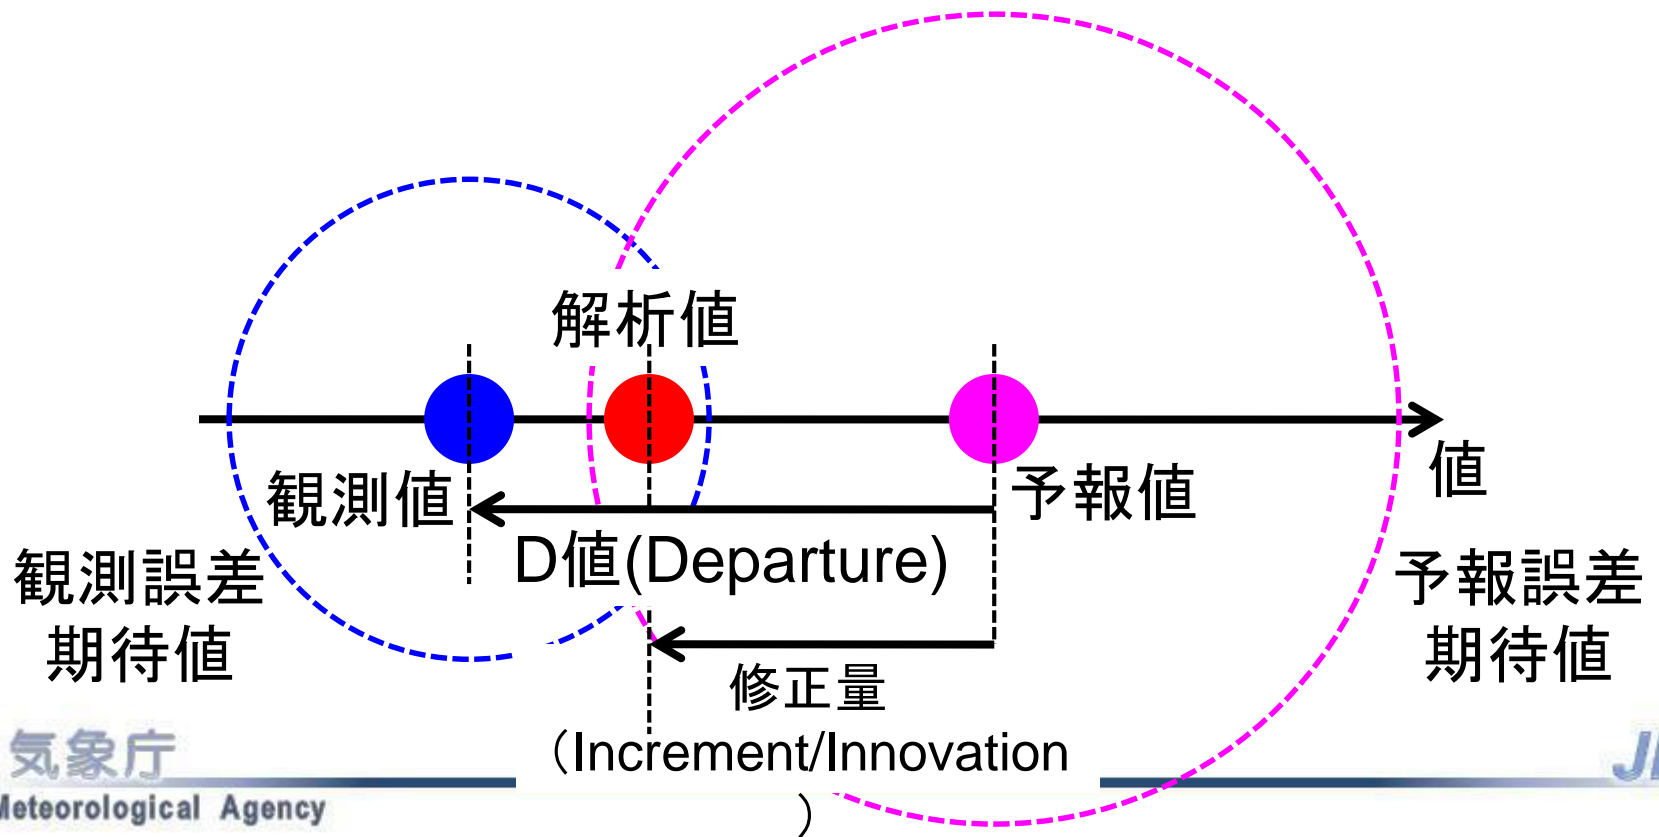 解析値
観測値
予報値
値
D値(Departure)
観測誤差
期待値
予報誤差
期待値
修正量
（Increment/Innovation
）
気象庁
Meteorological Agency